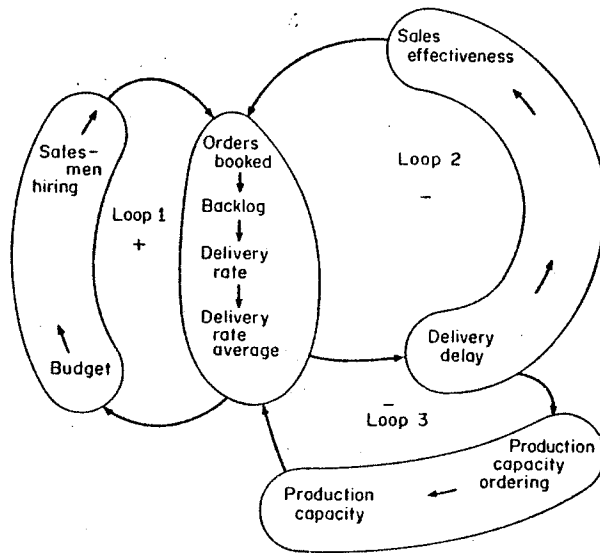 Sales
effectiveness
Orders
booked
Backlog
Delivery
rate
Delivery
rate
average
Sales-
men
hiring
Budget
Loop 1
+
Loop 2
-
Delivery
delay
-
Loop 3
Production
capacity
ordering
Production
capacity